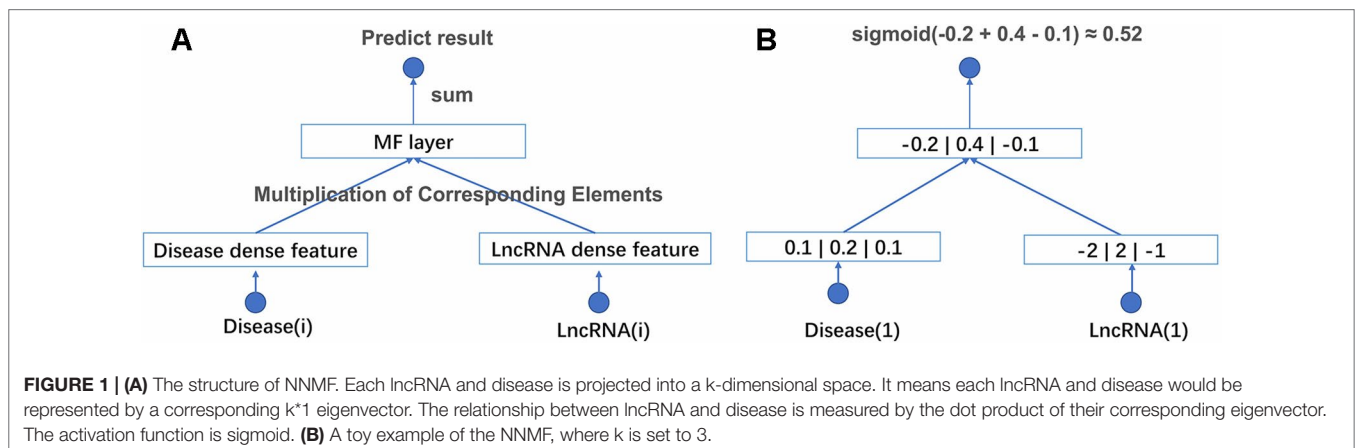 A
Predict result
sum
MF layer
Multiplication of Corresponding Elements
Disease dense feature
LncRNA dense feature
Disease(i)
LncRNA(i)
B
sigmoid(-0.2 + 0.4 - 0.1) ≈ 0.52
-0.2 | 0.4 | -0.1
0.1 | 0.2 | 0.1
-2 | 2 | -1
Disease(1)
LncRNA(1)
FIGURE 1 | (A) The structure of NNMF. Each lncRNA and disease is projected into a k-dimensional space. It means each lncRNA and disease would be
represented by a corresponding k*1 eigenvector. The relationship between lncRNA and disease is measured by the dot product of their corresponding eigenvector.
The activation function is sigmoid. (B) A toy example of the NNMF, where k is set to 3.